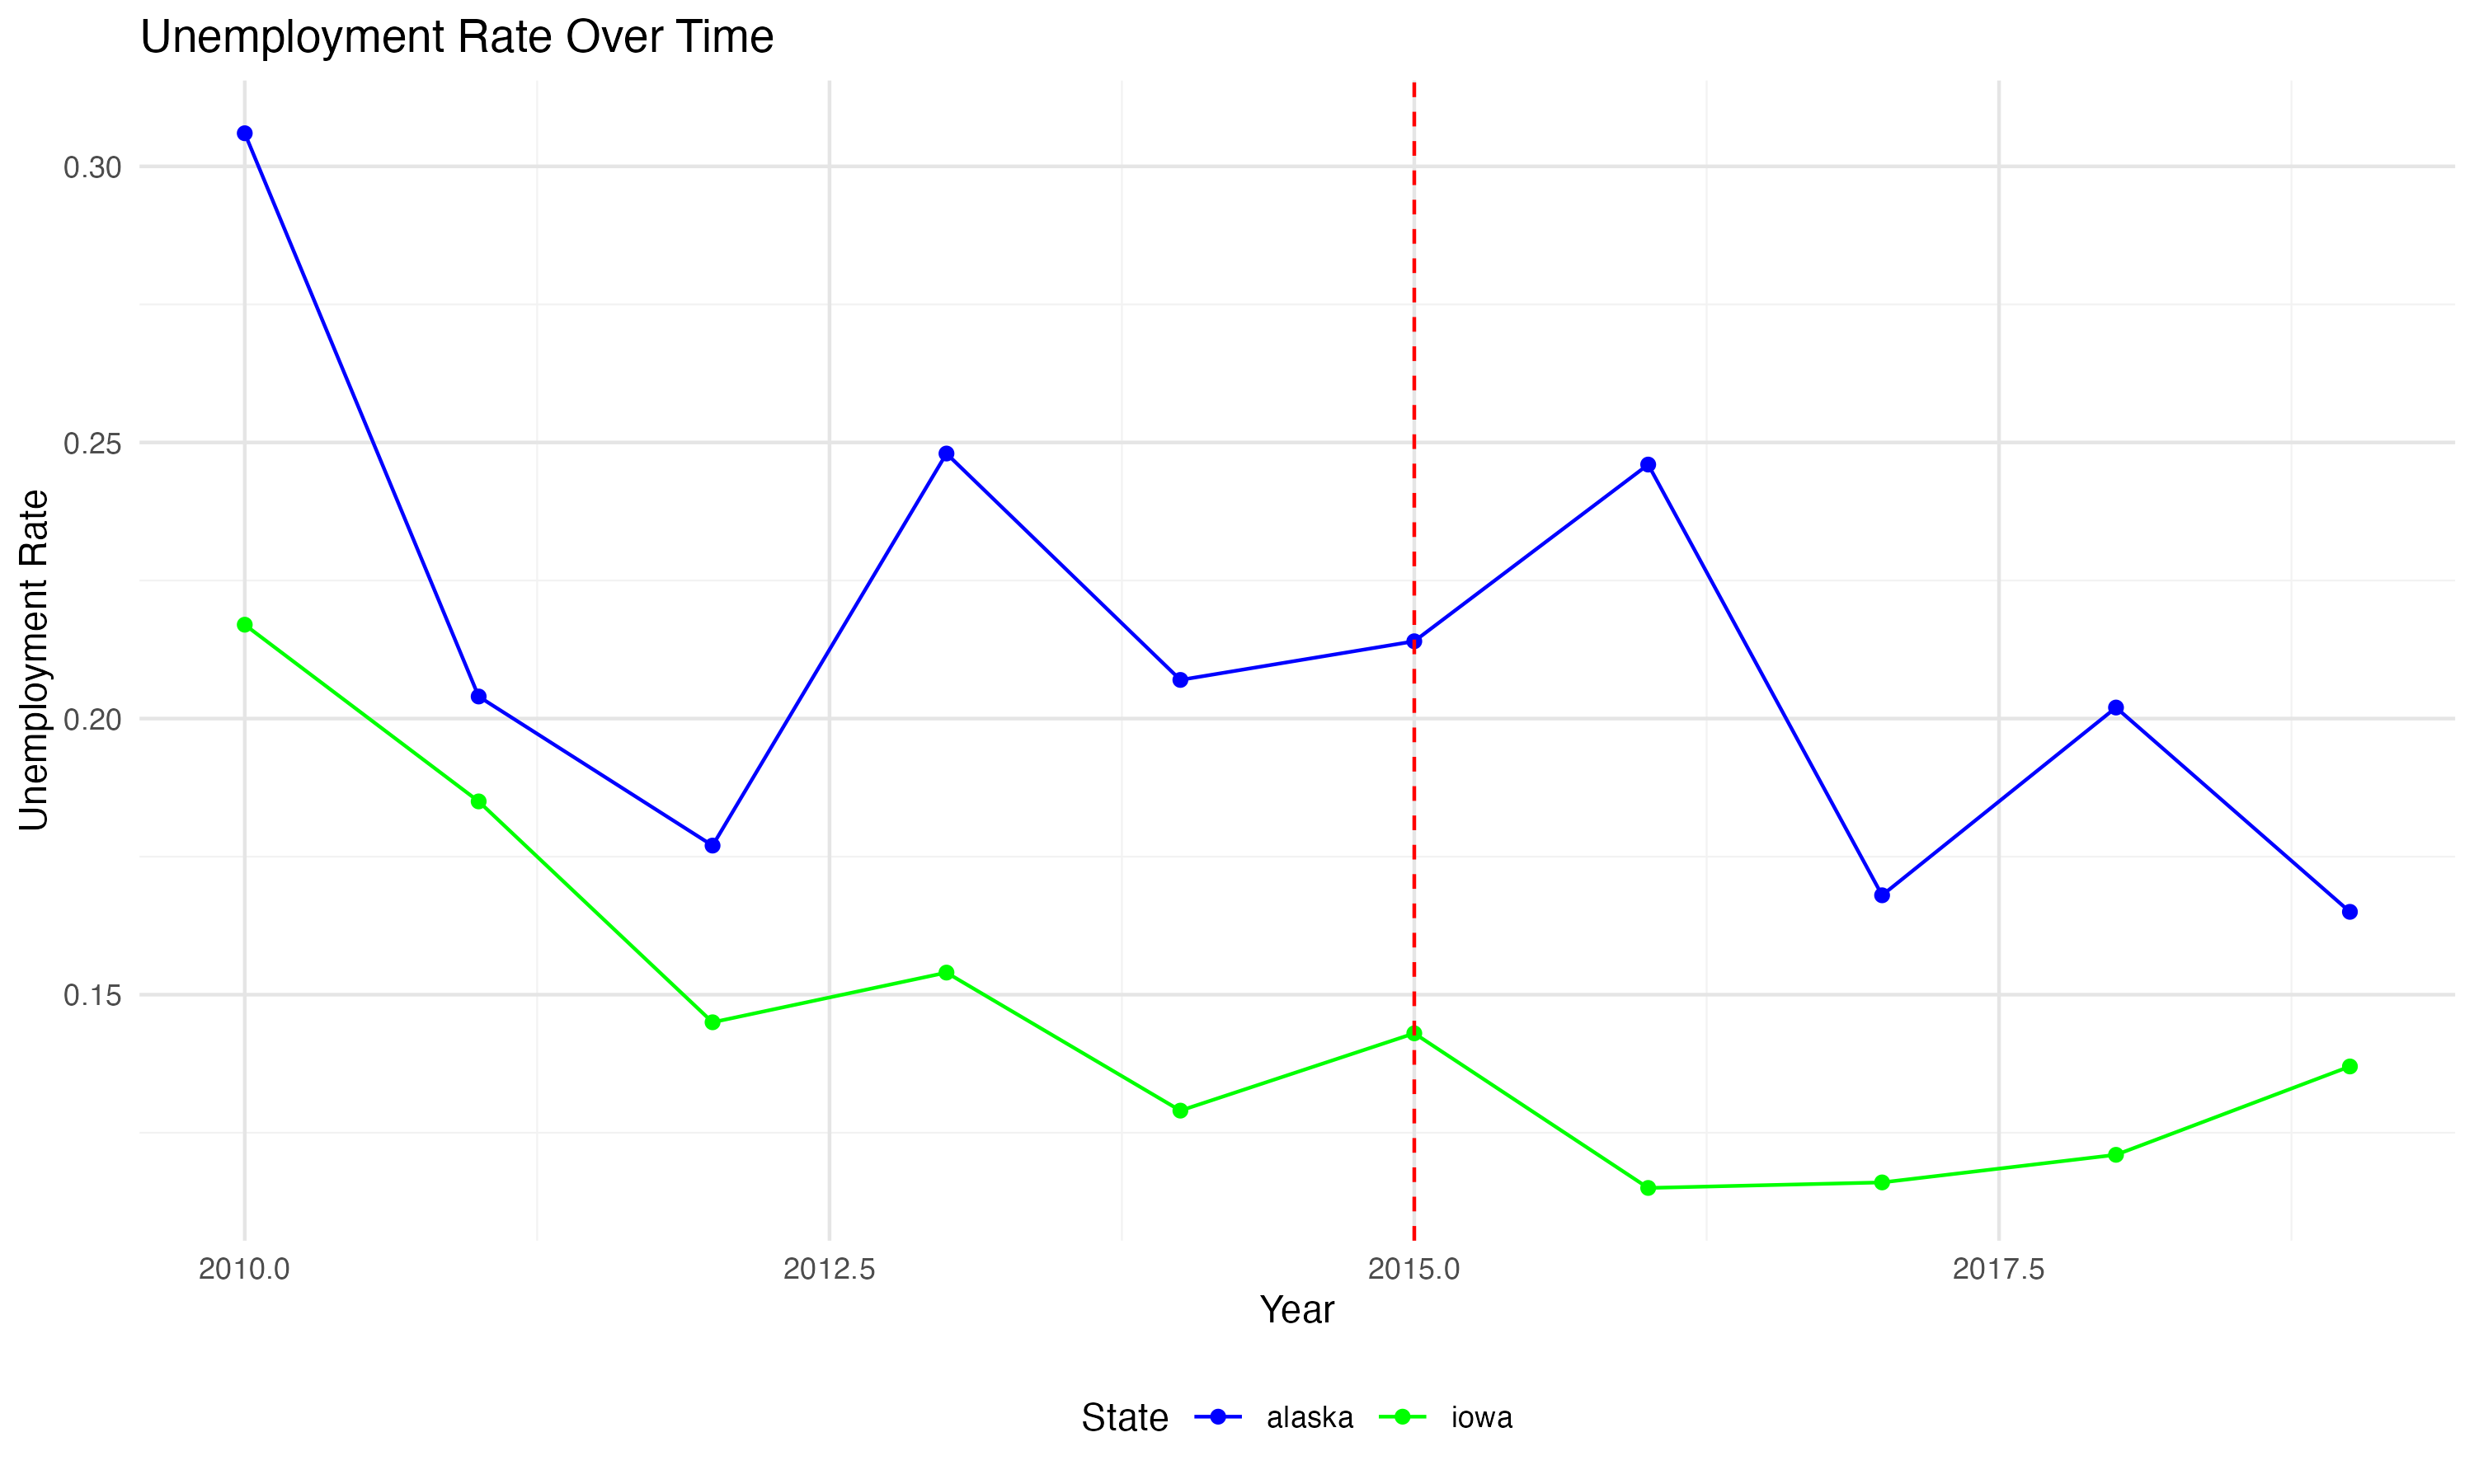 Unemployment Rate Over Time
Unemployment Rate
0.30
0.25
0.20
0.15
2010.0 2012.5 2015.0 2017.5
Year
State alaska iowa